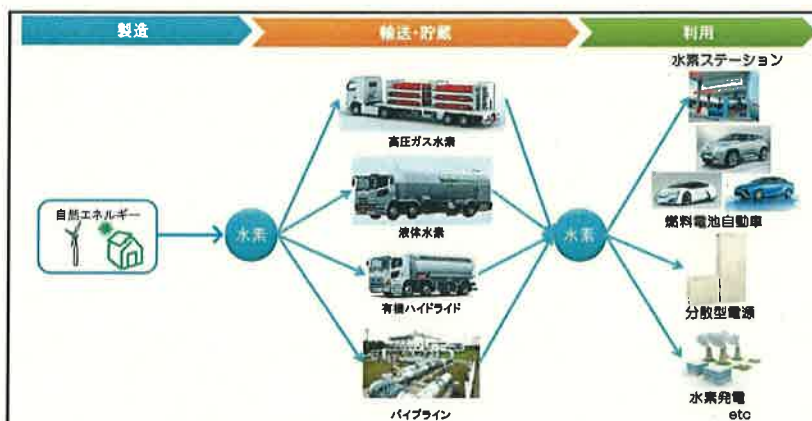 製造
輸送・貯蔵
利用
水素ステーション
高圧ガス水素
自然エネルギー
水素
液体水素
水素
燃料電池自動車
有機ハイドライド
分散型電源
パイプライン
水素発電
etc